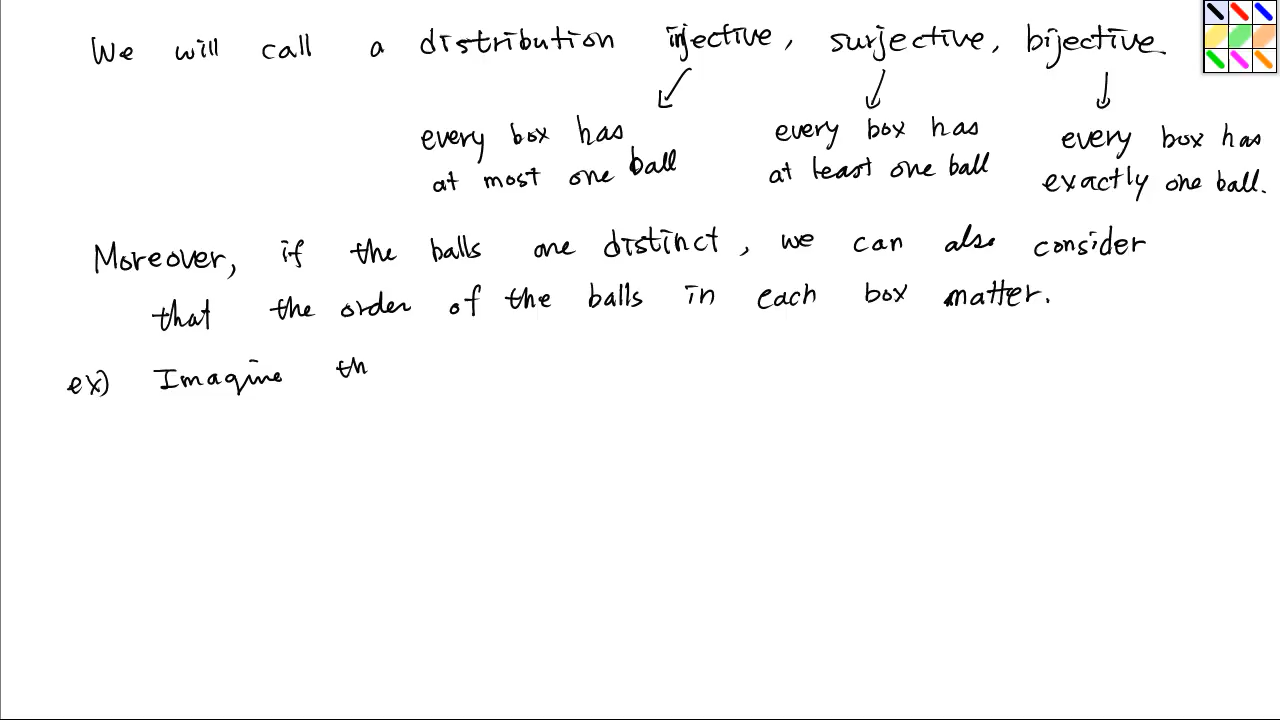 We will call a distribution injective, surjective, bijective
every box has
at most one ball
every box has
at least one ball
every box has
exactly one ball.
Moreover, if the balls are distinct, we can also consider
that the order of the balls in each box matter.
ex) Imagine th